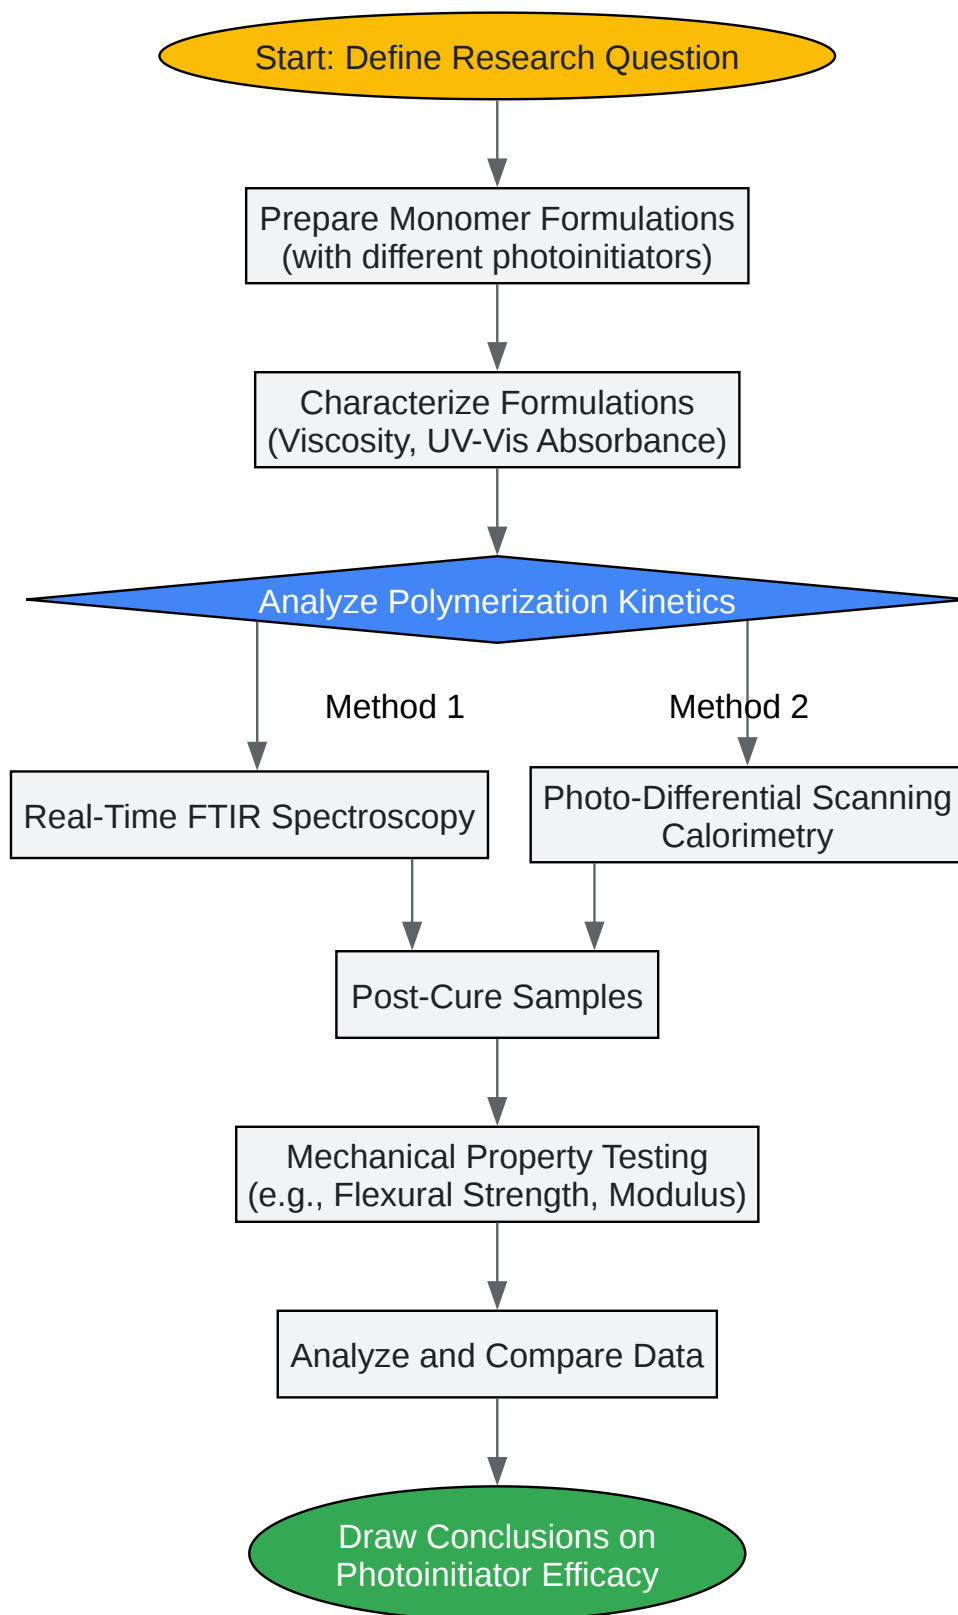 Start: Define Research Question
Prepare Monomer Formulations
(with different photoinitiators)
Characterize Formulations
(Viscosity, UV-Vis Absorbance)
Analyze Polymerization Kinetics
Method 1
Method 2
Real-Time FTIR Spectroscopy
Photo-Differential Scanning
Calorimetry
Post-Cure Samples
Mechanical Property Testing
(e.g., Flexural Strength, Modulus)
Analyze and Compare Data
Draw Conclusions on
Photoinitiator Efficacy